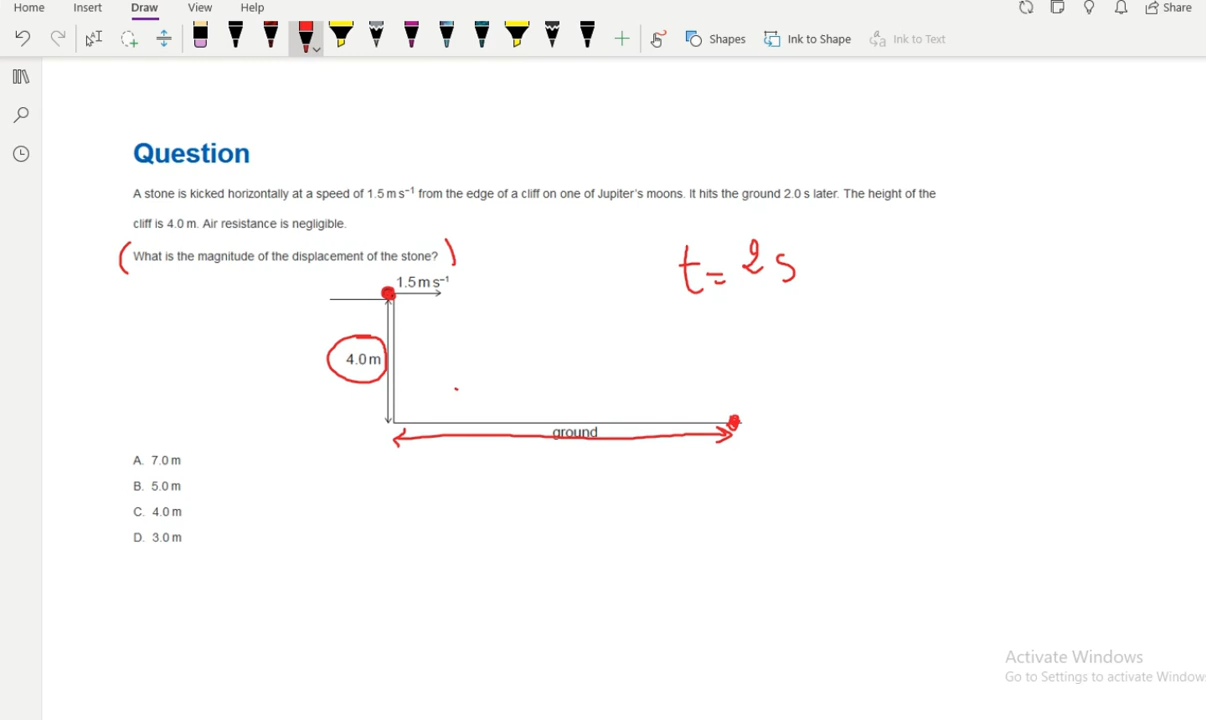 Home Insert Draw View Help Share
Shapes Ink to Shape Ink to Text
Question
A stone is kicked horizontally at a speed of 1.5 m s⁻¹ from the edge of a cliff on one of Jupiter's moons. It hits the ground 2.0 s later. The height of the
cliff is 4.0 m. Air resistance is negligible.
(What is the magnitude of the displacement of the stone?)
t = 2 s
1.5 m s⁻¹
4.0 m
ground
A. 7.0 m
B. 5.0 m
C. 4.0 m
D. 3.0 m
Activate Windows
Go to Settings to activate Window